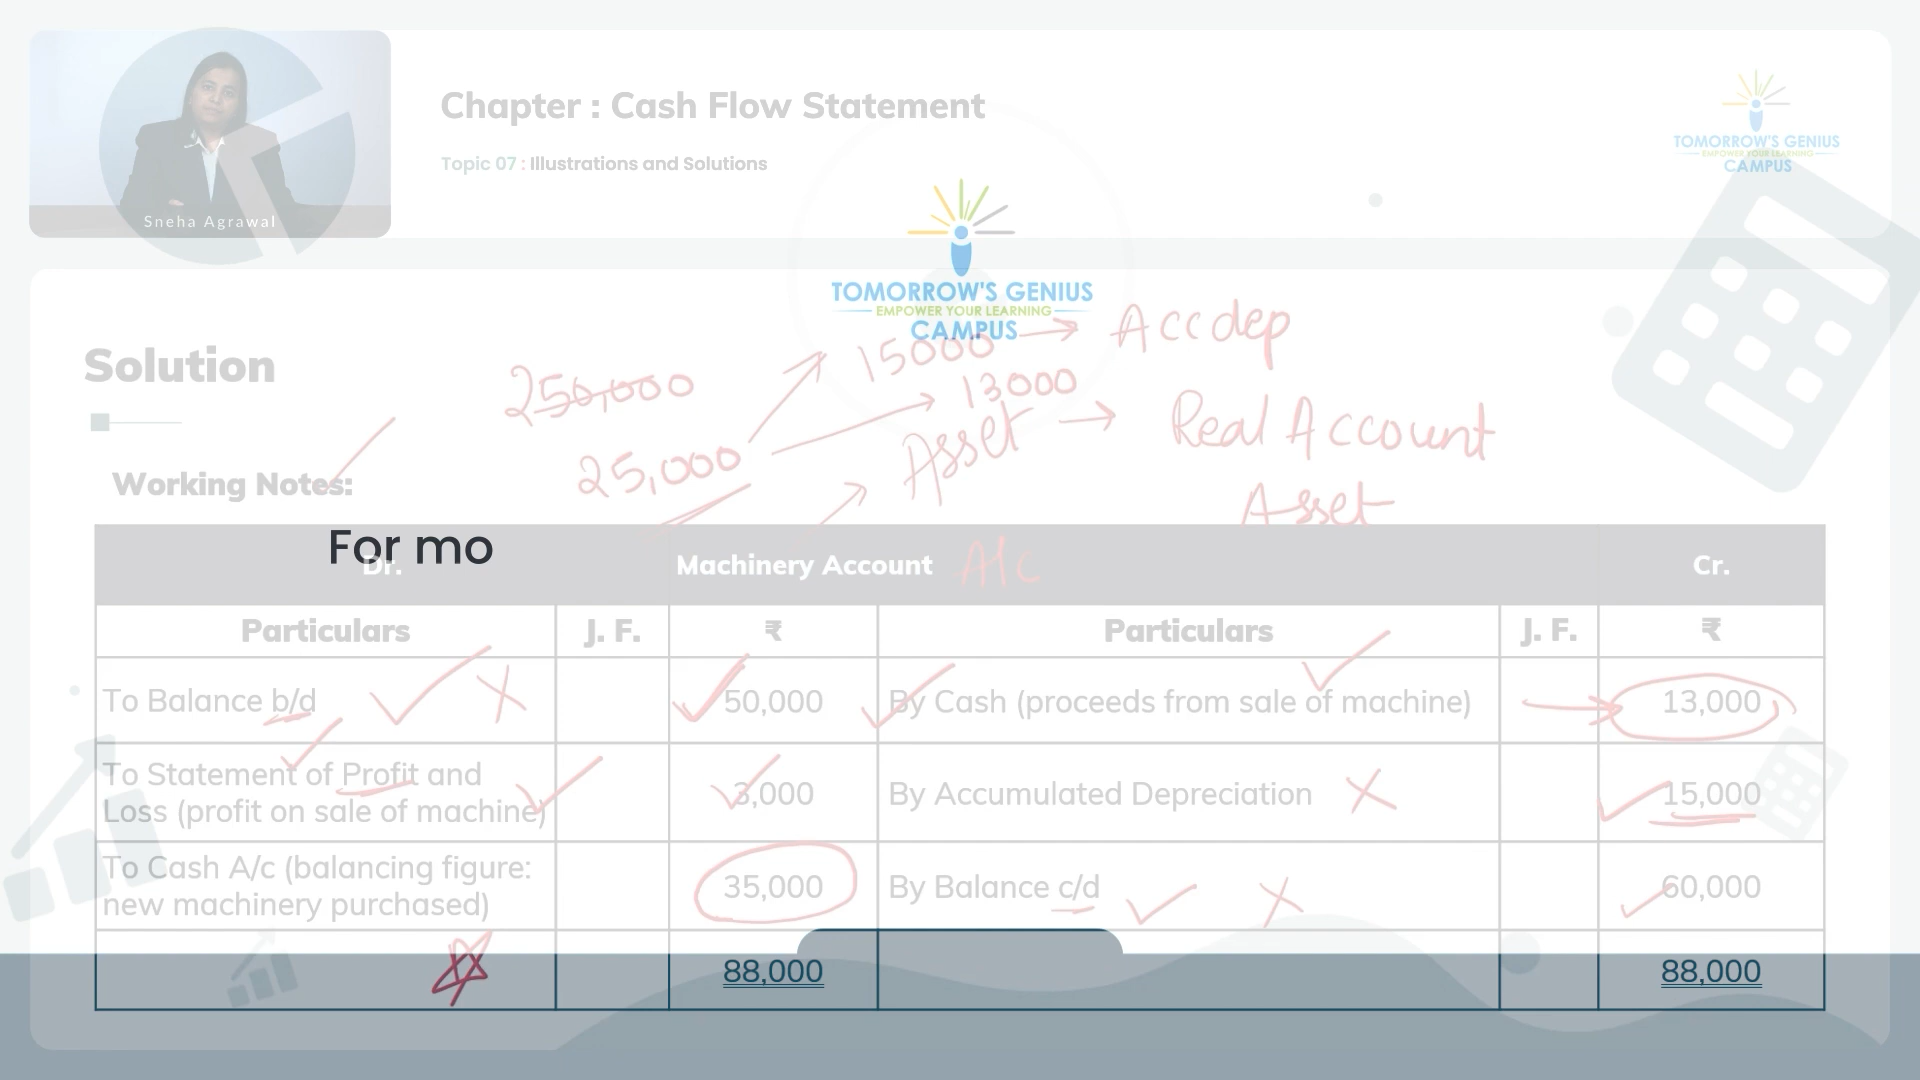 Chapter : Cash Flow Statement
Topic 07 : Illustrations and Solutions
Sneha Agrawal
TOMORROW'S GENIUS
EMPOWER YOUR LEARNING
CAMPUS
TOMORROW'S GENIUS
EMPOWER YOUR LEARNING
CAMPUS
Solution
250,000
15000 → Acc dep
13000
25,000
Asset → Real Account
Asset
Working Notes:
For mo
Dr. Machinery Account A/c Cr.
Particulars J. F. ₹ Particulars J. F. ₹
To Balance b/d 50,000 By Cash (proceeds from sale of machine) 13,000
To Statement of Profit and
Loss (profit on sale of machine) 3,000 By Accumulated Depreciation 15,000
To Cash A/c (balancing figure:
new machinery purchased) 35,000 By Balance c/d 60,000
88,000 88,000